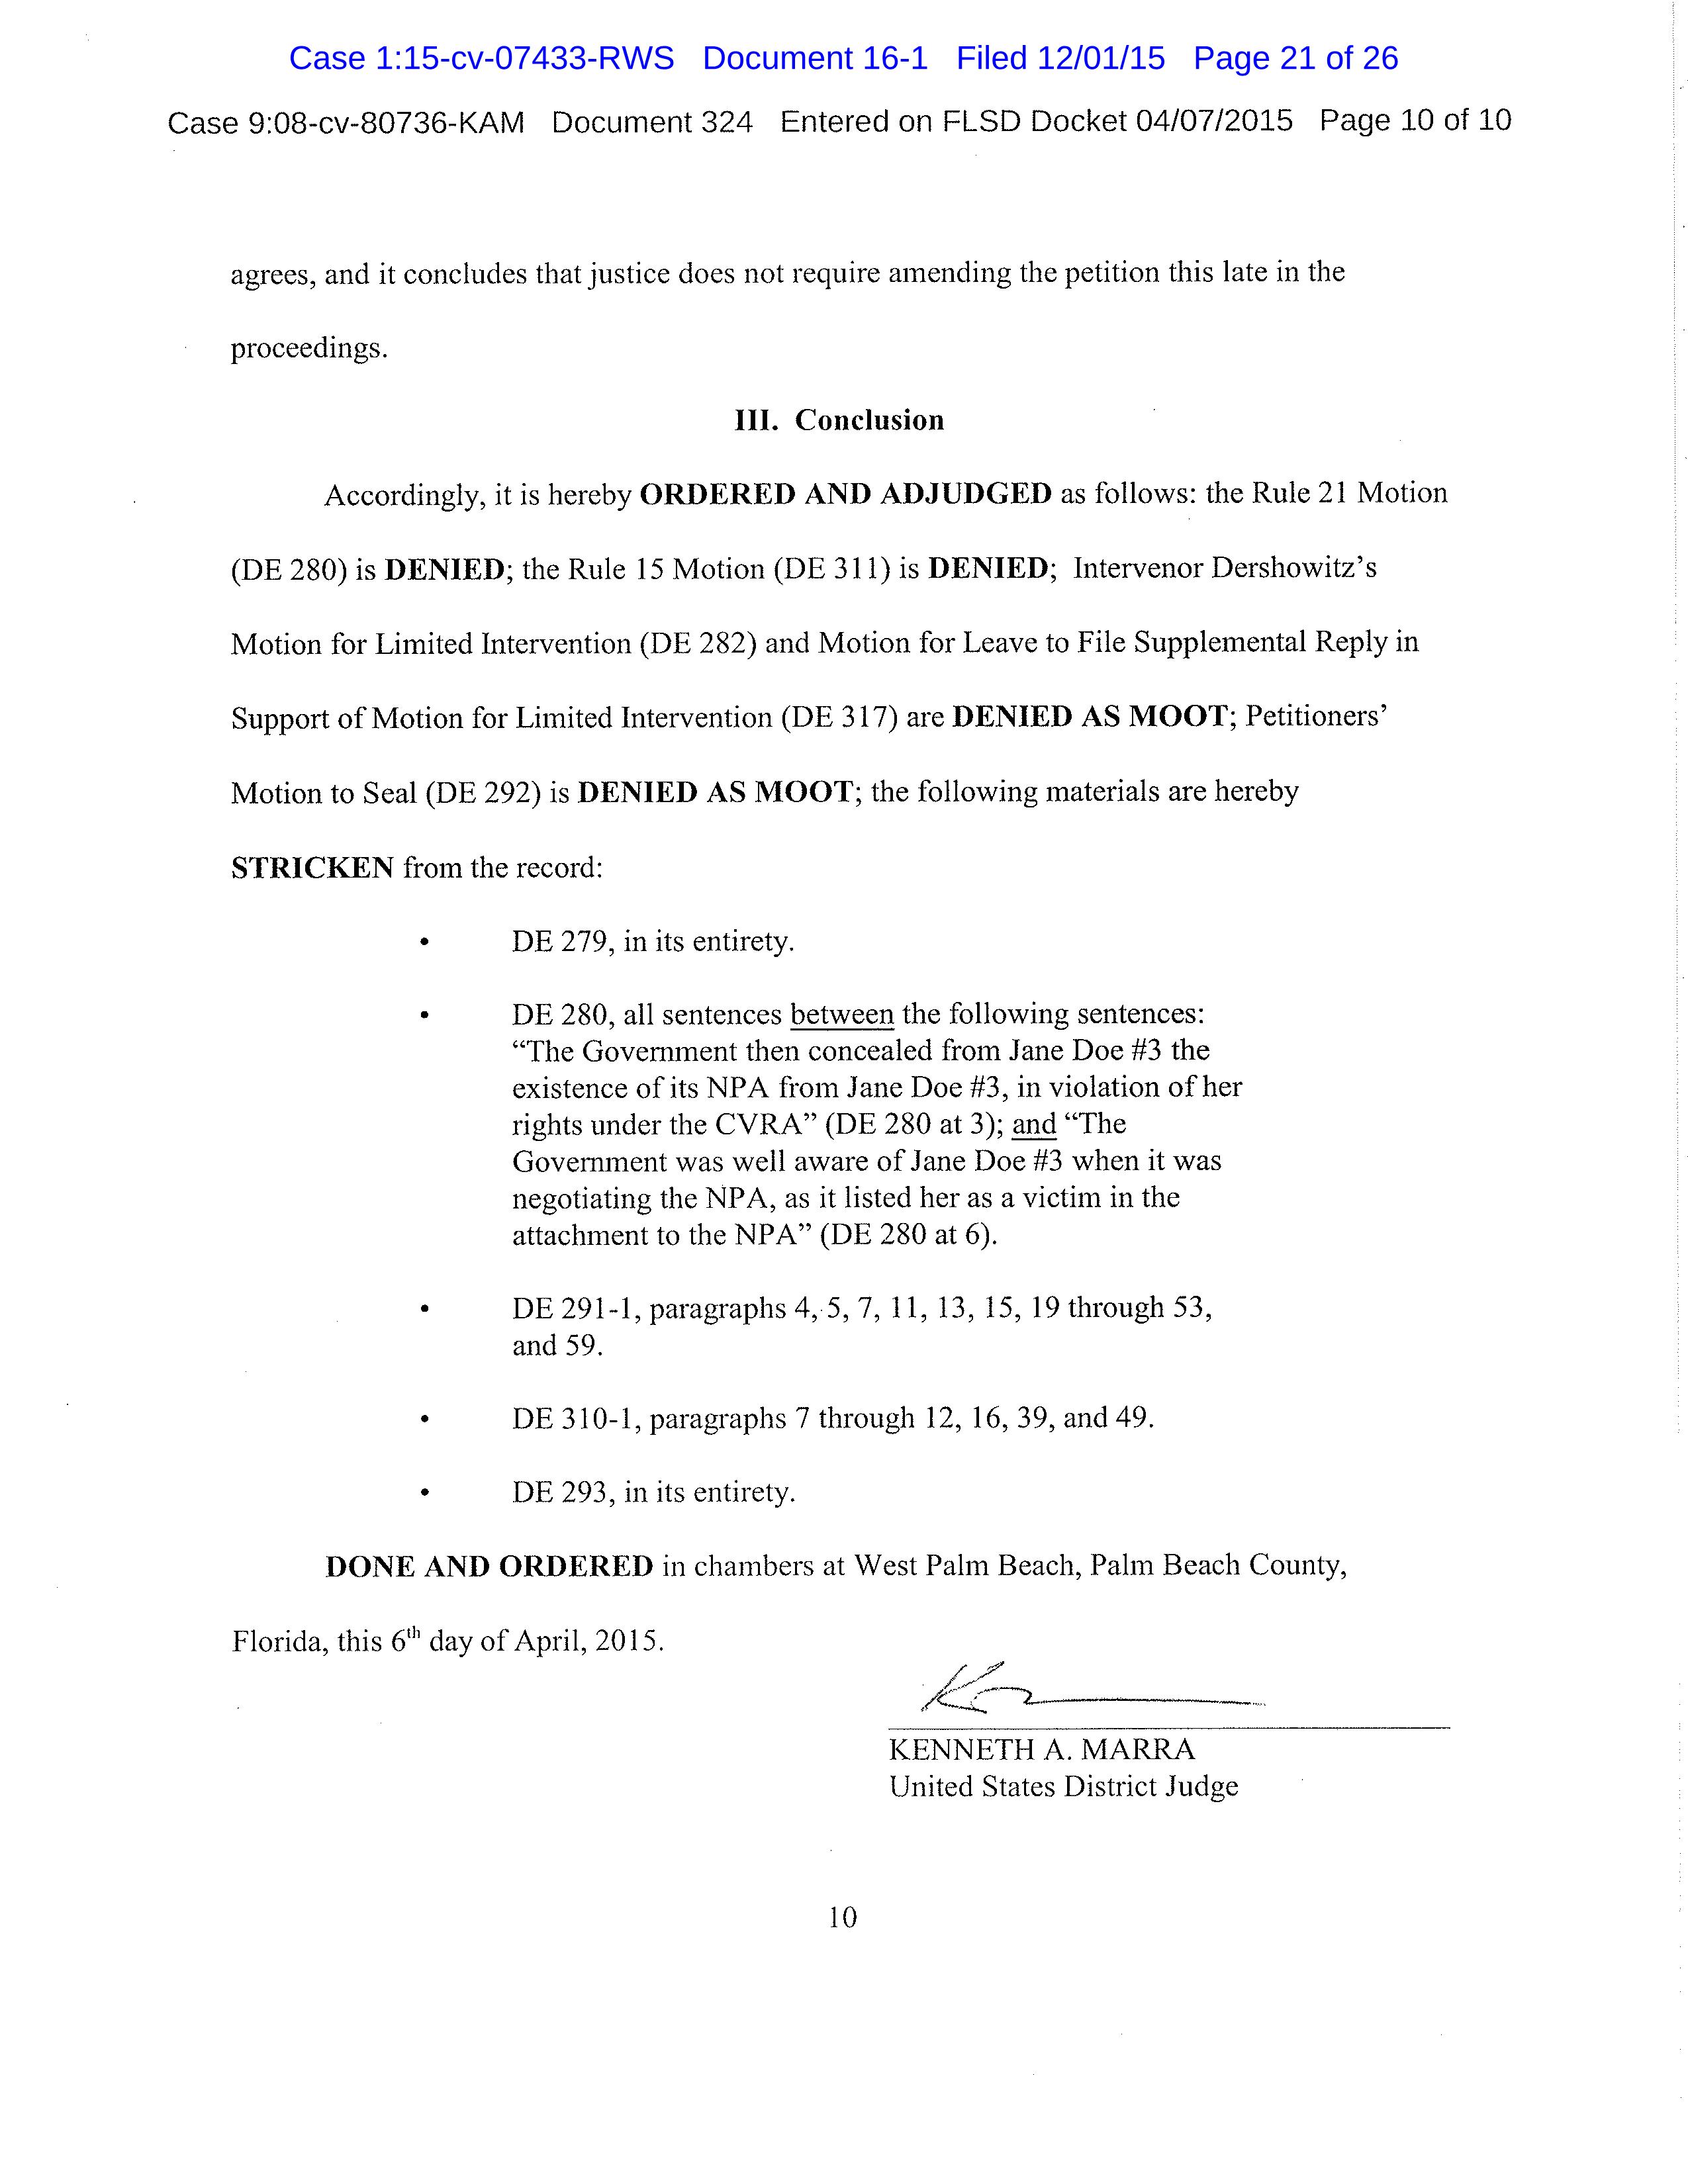 Case 1:15-cv-07433-RWS Document 16-1 Filed 12/01/15 Page 21 of 26
Case 9:08-cv-80736-KAM Document 324 Entered on FLSD Docket 04/07/2015 Page 10 of 10
agrees, and it concludes that justice does not require amending the petition this late in the
proceedings.
III. Conclusion
Accordingly, it is hereby ORDERED AND ADJUDGED as follows: the Rule 21 Motion
(DE 280) is DENIED; the Rule 15 Motion (DE 311) is DENIED; Intervenor Dershowitz's
Motion for Limited Intervention (DE 282) and Motion for Leave to File Supplemental Reply in
Support of Motion for Limited Intervention (DE 317) are DENIED AS MOOT; Petitioners'
Motion to Seal (DE 292) is DENIED AS MOOT; the following materials are hereby
STRICKEN from the record:
• DE 279, in its entirety.
• DE 280, all sentences between the following sentences:
"The Government then concealed from Jane Doe #3 the
existence of its NPA from Jane Doe #3, in violation of her
rights under the CVRA" (DE 280 at 3); and "The
Government was well aware of Jane Doe #3 when it was
negotiating the NPA, as it listed her as a victim in the
attachment to the NPA" (DE 280 at 6).
• DE 291-1, paragraphs 4, 5, 7, 11, 13, 15, 19 through 53,
and 59.
• DE 310-1, paragraphs 7 through 12, 16, 39, and 49.
• DE 293, in its entirety.
DONE AND ORDERED in chambers at West Palm Beach, Palm Beach County,
Florida, this 6th day of April, 2015.
KENNETH A. MARRA
United States District Judge
10